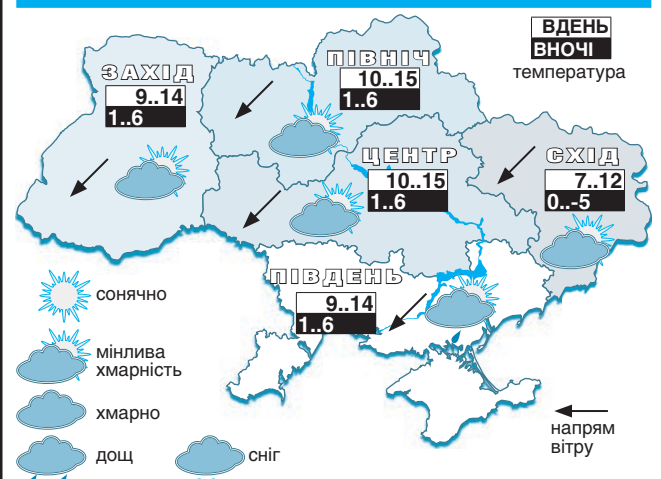 ВДЕНЬ
ВНОЧІ
температура
ПІВНІЧ
10..15
1..6
ЗАХІД
9..14
1..6
ЦЕНТР
10..15
1..6
СХІД
7..12
0..-5
ПІВДЕНЬ
9..14
1..6
сонячно
мінлива
хмарність
хмарно
дощ
сніг
напрям
вітру